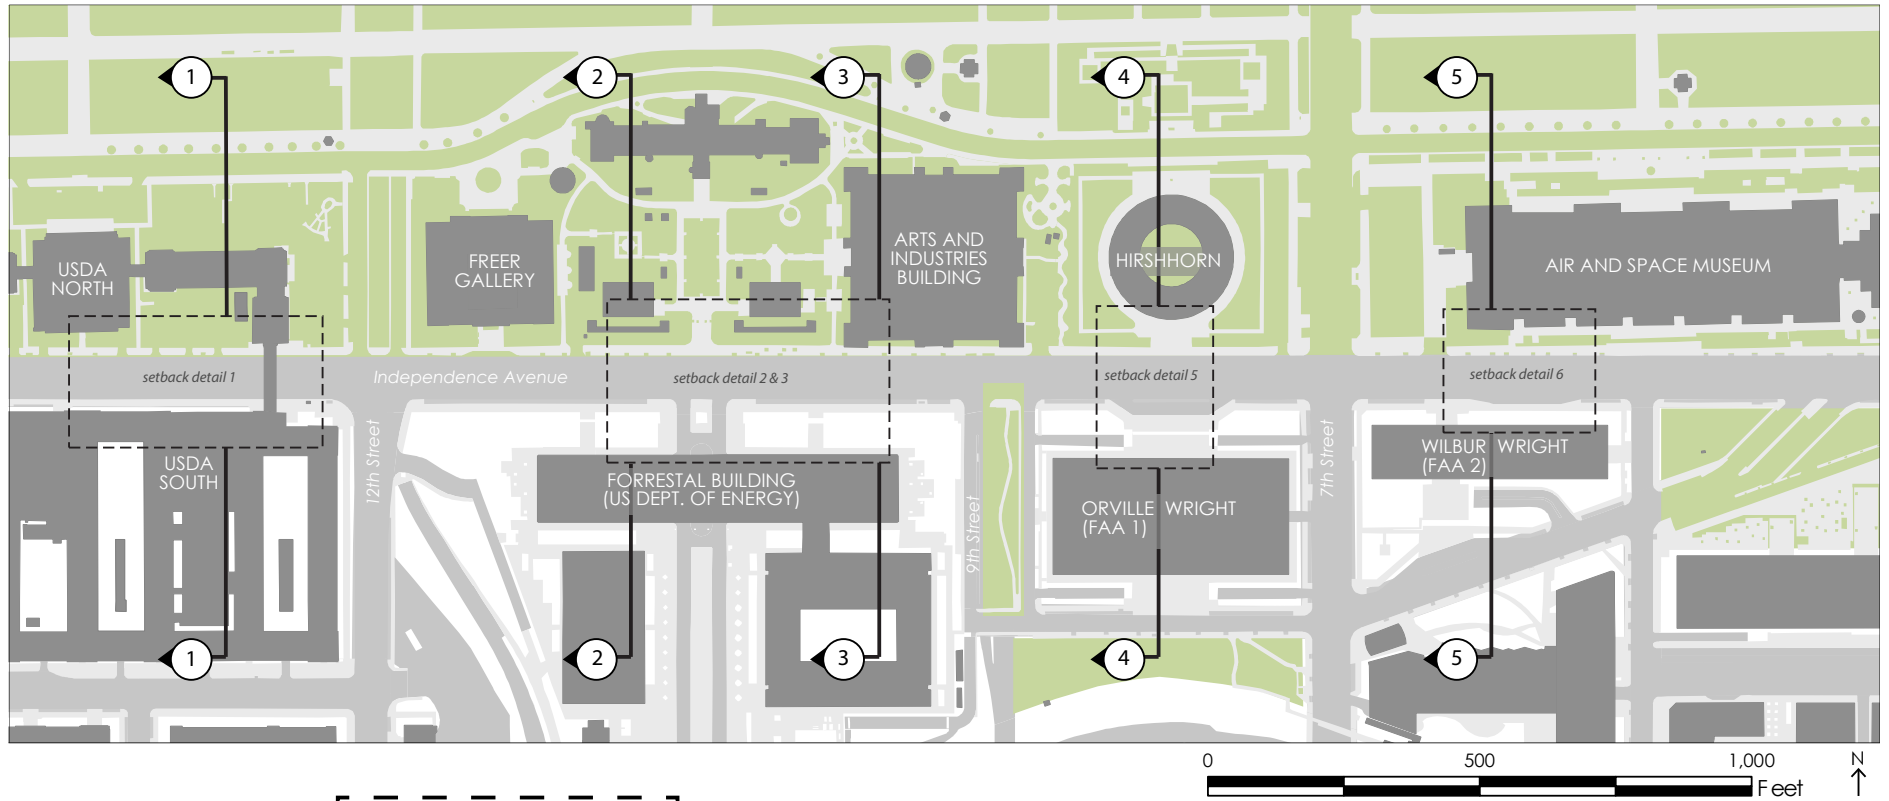 1
2
3
4
5
USDA
NORTH
FREER
GALLERY
ARTS AND
INDUSTRIES
BUILDING
HIRSHHORN
AIR AND SPACE MUSEUM
setback detail 1
Independence Avenue
setback detail 2 & 3
setback detail 5
setback detail 6
12th Street
9th Street
7th Street
USDA
SOUTH
FORRESTAL BUILDING
(US DEPT. OF ENERGY)
ORVILLE WRIGHT
(FAA 1)
WILBUR WRIGHT
(FAA 2)
1
2
3
4
5
0 500 1,000
Feet
N